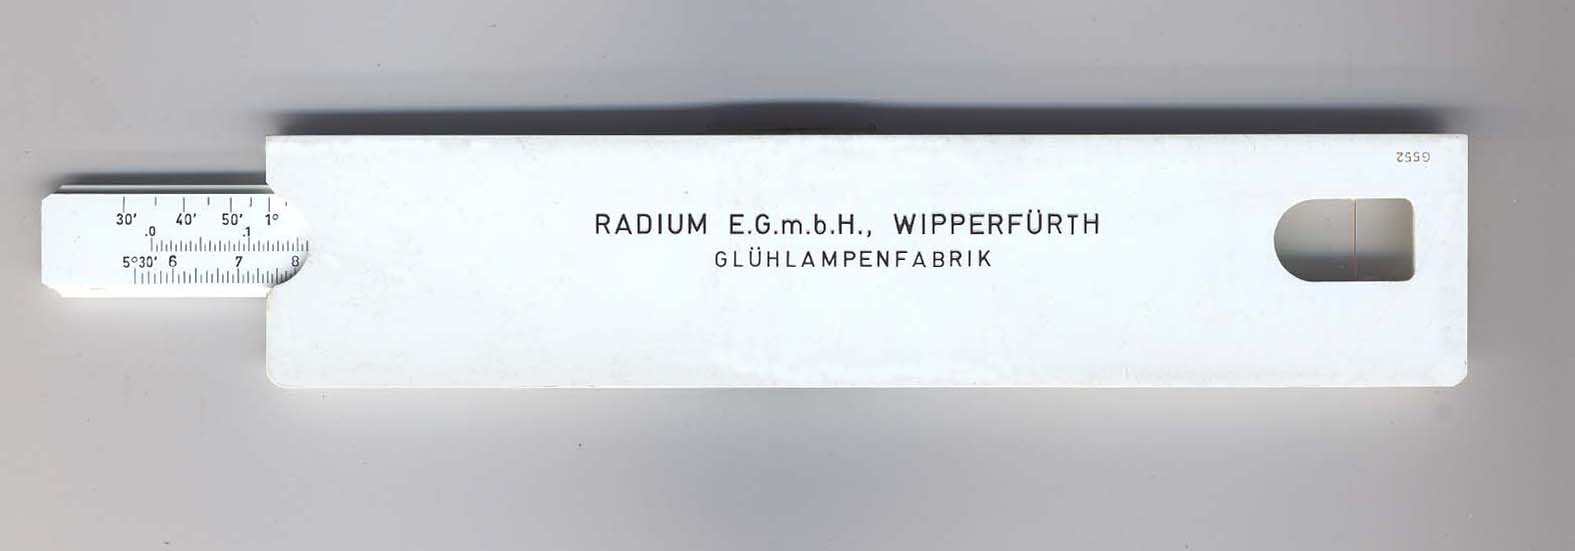 G552
RADIUM E.G.m.b.H., WIPPERFÜRTH
GLÜHLAMPENFABRIK
30′ 40′ 50′ 1°
.0 .1
5°30′ 6 7 8